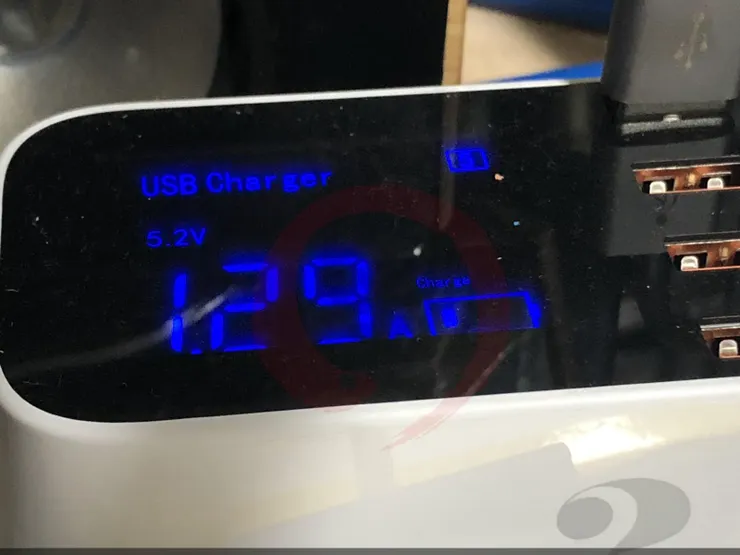 USB Charger
5.2V
1.29A
Charge